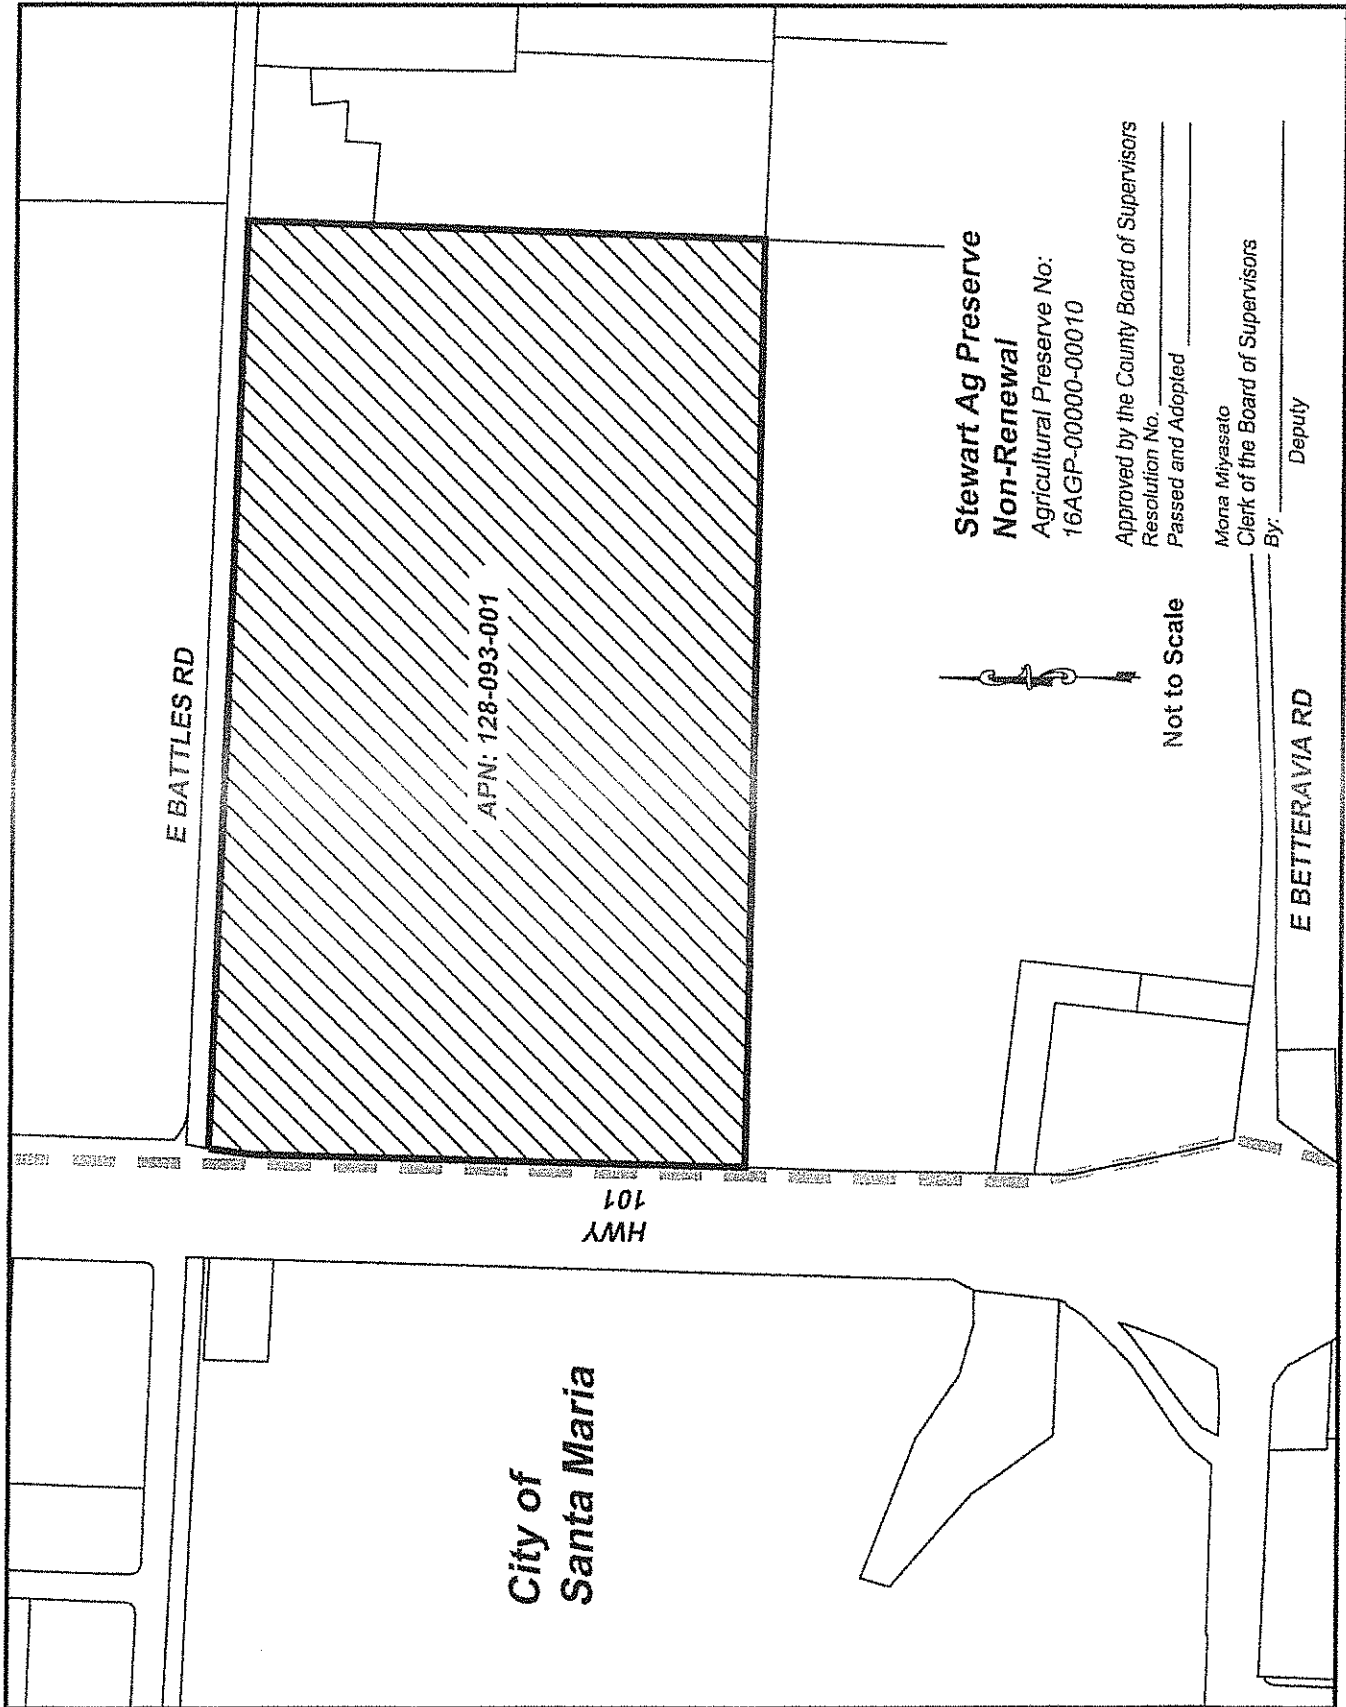 E BATTLES RD
APN: 128-093-001
HWY
101
City of
Santa Maria
Stewart Ag Preserve
Non-Renewal
Agricultural Preserve No:
16AGP-00000-00010
Approved by the County Board of Supervisors
Resolution No.
Passed and Adopted
Mona Miyasato
Clerk of the Board of Supervisors
By:
Deputy
Not to Scale
E BETTERAVIA RD